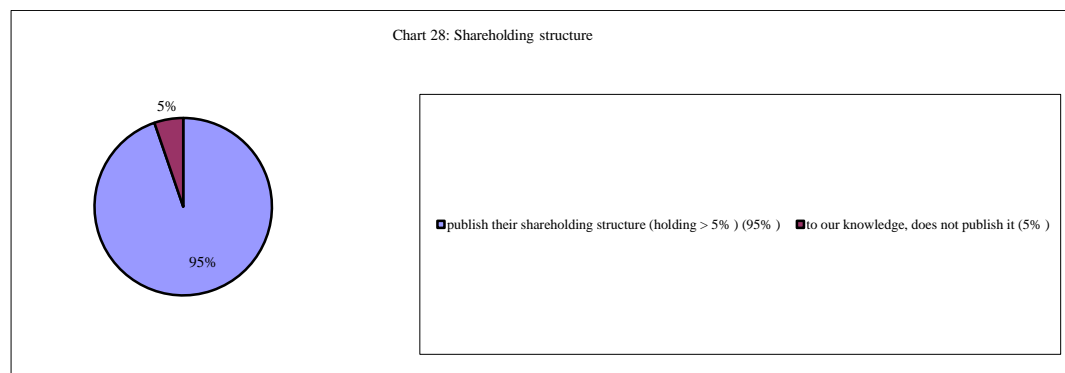 Chart 28: Shareholding structure
5%
95%
publish their shareholding structure (holding > 5% ) (95% )
to our knowledge, does not publish it (5% )